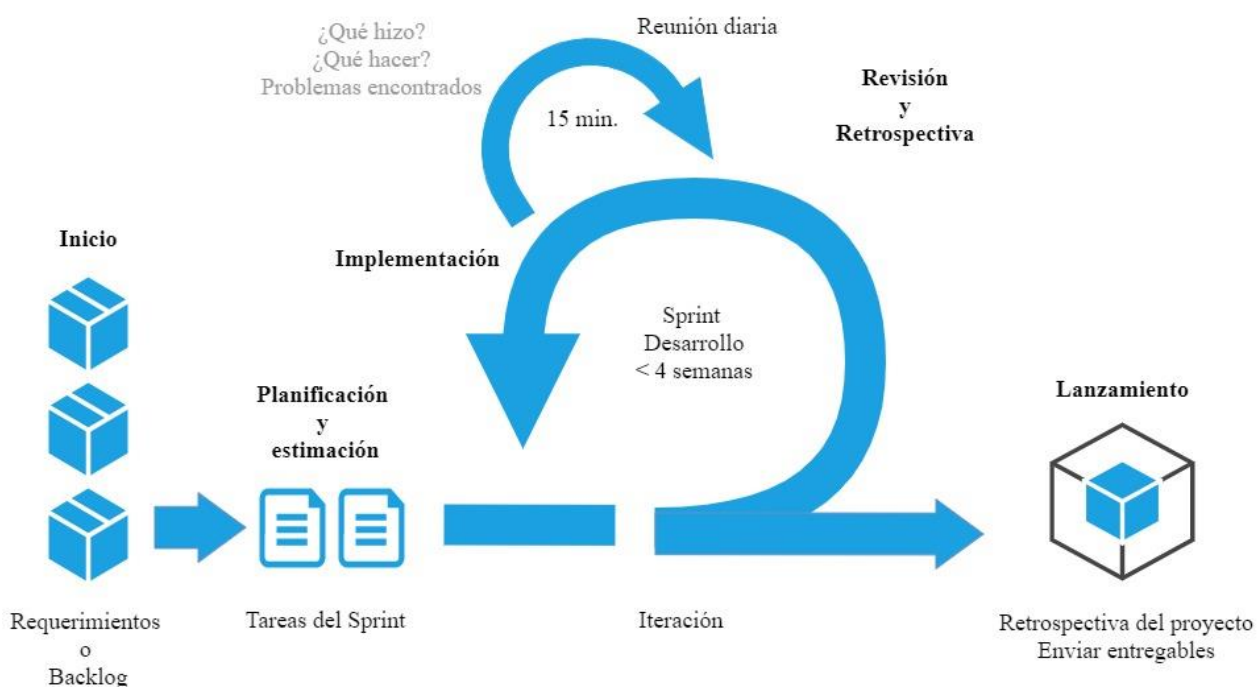 ¿Qué hizo?
¿Qué hacer?
Problemas encontrados
Reunión diaria
15 min.
Revisión
y
Retrospectiva
Inicio
Implementación
Sprint
Desarrollo
< 4 semanas
Planificación
y
estimación
Lanzamiento
Requerimientos
o
Backlog
Tareas del Sprint
Iteración
Retrospectiva del proyecto
Enviar entregables